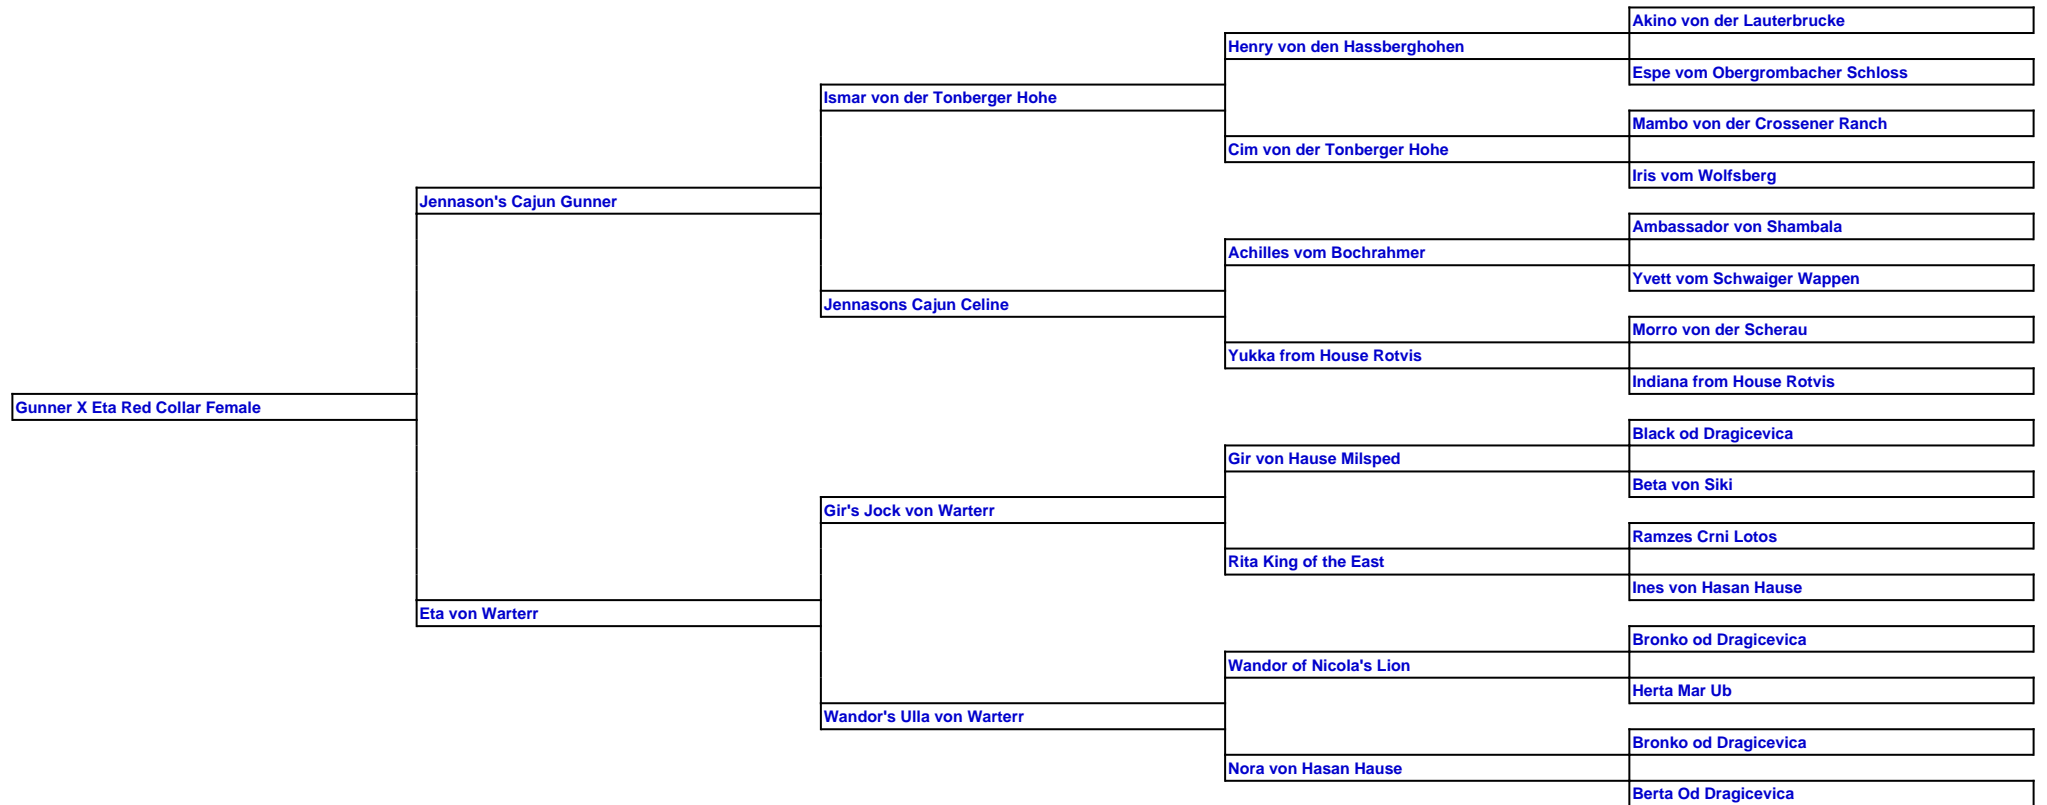 Akino von der Lauterbrucke
Henry von den Hassberghohen
Espe vom Obergrombacher Schloss
Ismar von der Tonberger Hohe
Mambo von der Crossener Ranch
Cim von der Tonberger Hohe
Iris vom Wolfsberg
Jennason's Cajun Gunner
Ambassador von Shambala
Achilles vom Bochrahmer
Yvett vom Schwaiger Wappen
Jennasons Cajun Celine
Morro von der Scherau
Yukka from House Rotvis
Indiana from House Rotvis
Gunner X Eta Red Collar Female
Black od Dragicevica
Gir von Hause Milsped
Beta von Siki
Gir's Jock von Warterr
Ramzes Crni Lotos
Rita King of the East
Ines von Hasan Hause
Eta von Warterr
Bronko od Dragicevica
Wandor of Nicola's Lion
Herta Mar Ub
Wandor's Ulla von Warterr
Bronko od Dragicevica
Nora von Hasan Hause
Berta Od Dragicevica